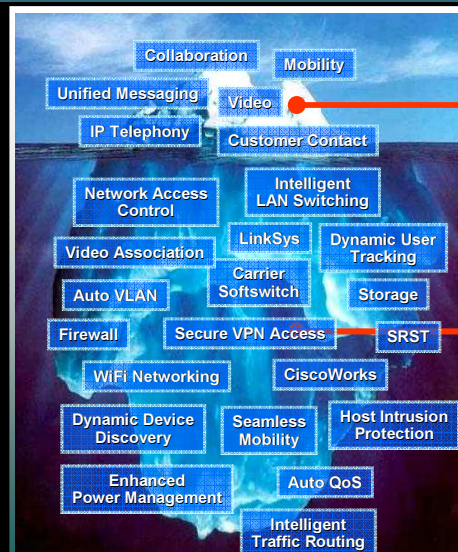 Collaboration
Mobility
Unified Messaging
Video
IP Telephony
Customer Contact
Network Access
Control
Intelligent
LAN Switching
LinkSys
Dynamic User
Tracking
Video Association
Carrier
Softswitch
Auto VLAN
Storage
Firewall
Secure VPN Access
SRST
WiFi Networking
CiscoWorks
Dynamic Device
Discovery
Seamless
Mobility
Host Intrusion
Protection
Enhanced
Power Management
Auto QoS
Intelligent
Traffic Routing